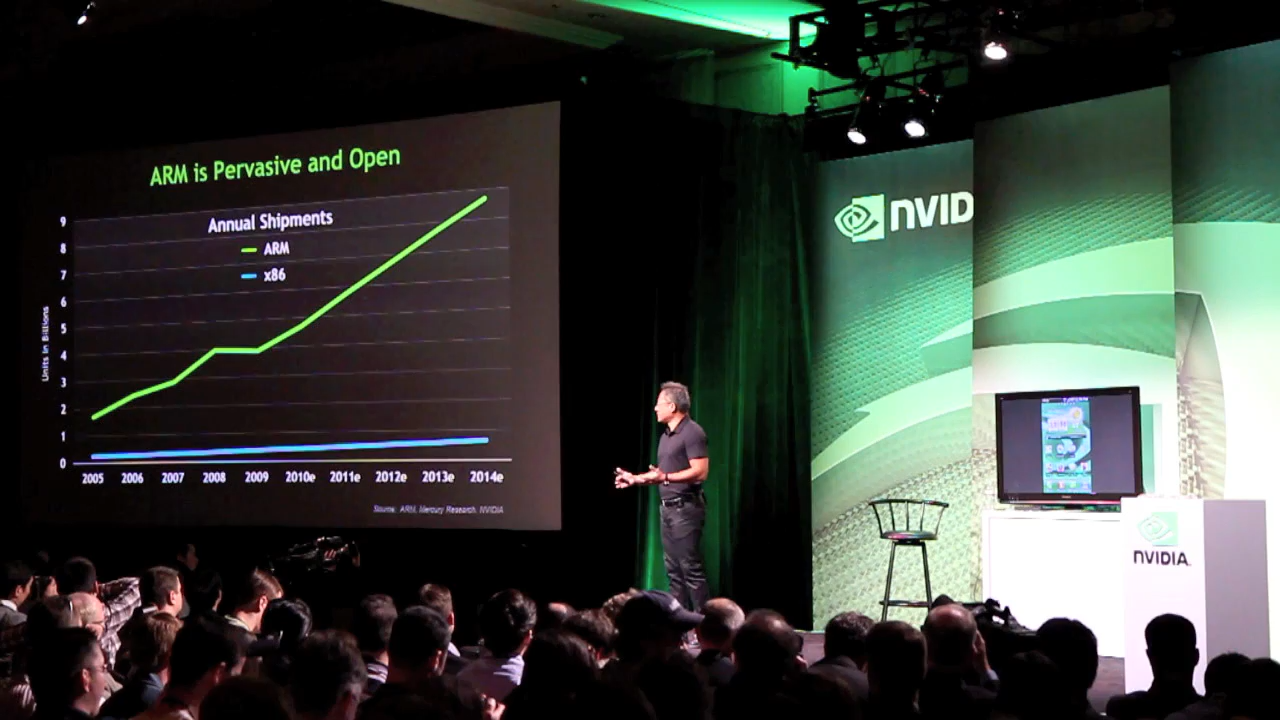 ARM is Pervasive and Open
Annual Shipments
ARM
x86
Units in Billions
9
8
7
6
5
4
3
2
1
0
2005 2006 2007 2008 2009 2010e 2011e 2012e 2013e 2014e
Source: ARM, Mercury Research, NVIDIA
NVID
NVIDIA.